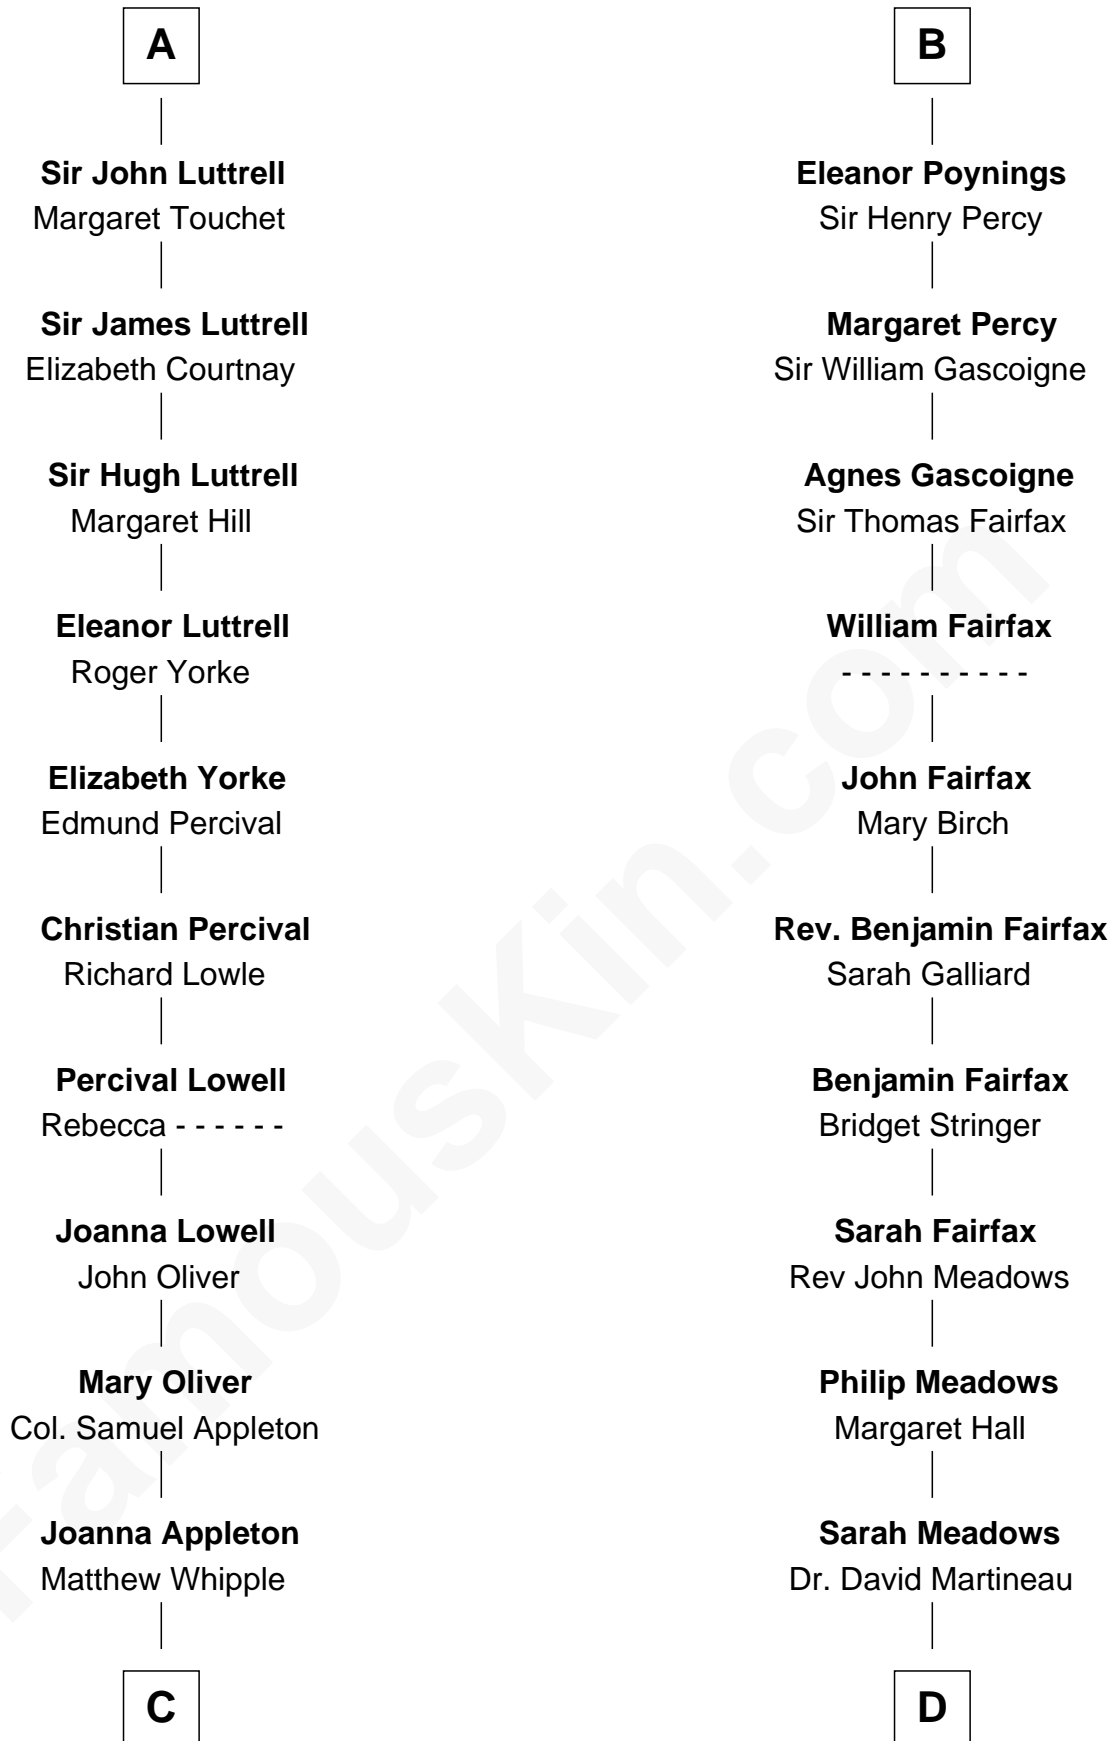 A
Sir John Luttrell
Margaret Touchet
Sir James Luttrell
Elizabeth Courtnay
Sir Hugh Luttrell
Margaret Hill
Eleanor Luttrell
Roger Yorke
Elizabeth Yorke
Edmund Percival
Christian Percival
Richard Lowle
Percival Lowell
Rebecca - - - - - -
Joanna Lowell
John Oliver
Mary Oliver
Col. Samuel Appleton
Joanna Appleton
Matthew Whipple
C
B
Eleanor Poynings
Sir Henry Percy
Margaret Percy
Sir William Gascoigne
Agnes Gascoigne
Sir Thomas Fairfax
William Fairfax
- - - - - - - - - -
John Fairfax
Mary Birch
Rev. Benjamin Fairfax
Sarah Galliard
Benjamin Fairfax
Bridget Stringer
Sarah Fairfax
Rev John Meadows
Philip Meadows
Margaret Hall
Sarah Meadows
Dr. David Martineau
D
FamousKin.com